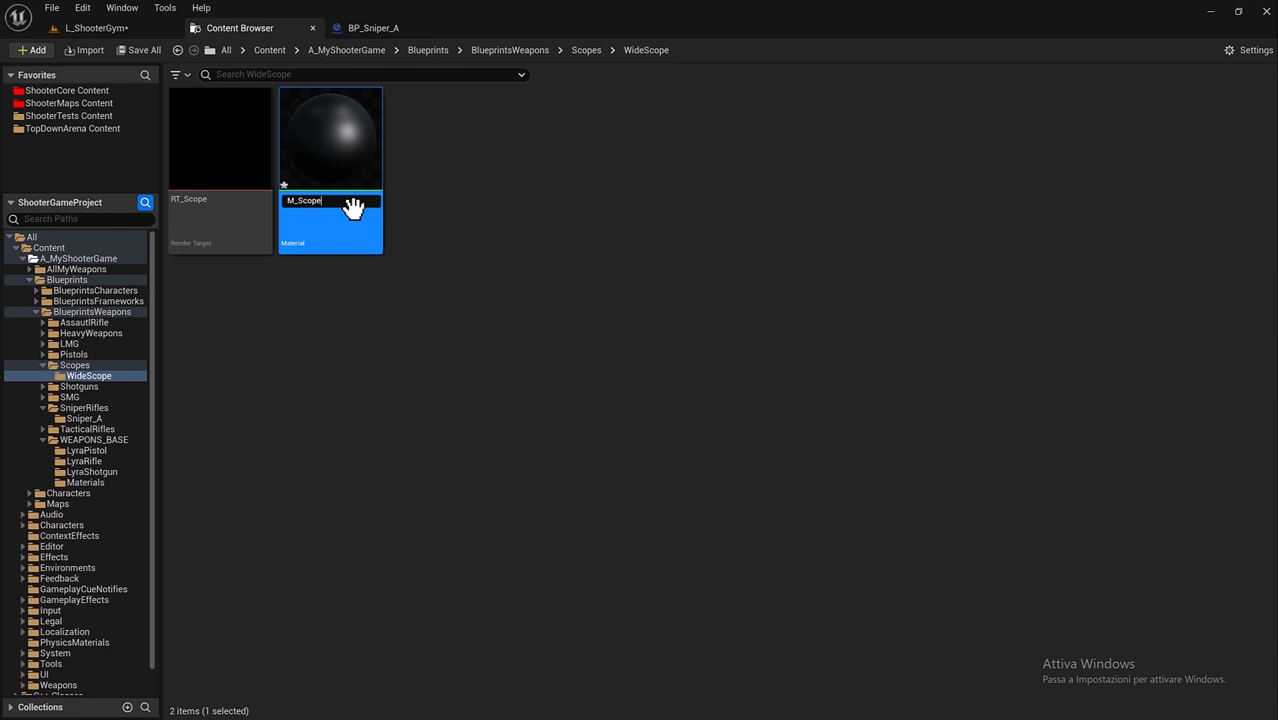 File Edit Window Tools Help
L_ShooterGym•
Content Browser
BP_Sniper_A
Add
Import
Save All
All
Content
A_MyShooterGame
Blueprints
BlueprintsWeapons
Scopes
WideScope
Settings
Favorites
ShooterCore Content
ShooterMaps Content
ShooterTests Content
TopDownArena Content
Search WideScope
RT_Scope
Render Target
M_Scope
Material
ShooterGameProject
Search Paths
All
Content
A_MyShooterGame
AllMyWeapons
Blueprints
BlueprintsCharacters
BlueprintsFrameworks
BlueprintsWeapons
AssautlRifle
HeavyWeapons
LMG
Pistols
Scopes
WideScope
Shotguns
SMG
SniperRifles
Sniper_A
TacticalRifles
WEAPONS_BASE
LyraPistol
LyraRifle
LyraShotgun
Materials
Characters
Maps
Audio
Characters
ContextEffects
Editor
Effects
Environments
Feedback
GameplayCueNotifies
GameplayEffects
Input
Legal
Localization
PhysicsMaterials
System
Tools
UI
Weapons
Collections
2 items (1 selected)
Attiva Windows
Passa a Impostazioni per attivare Windows.